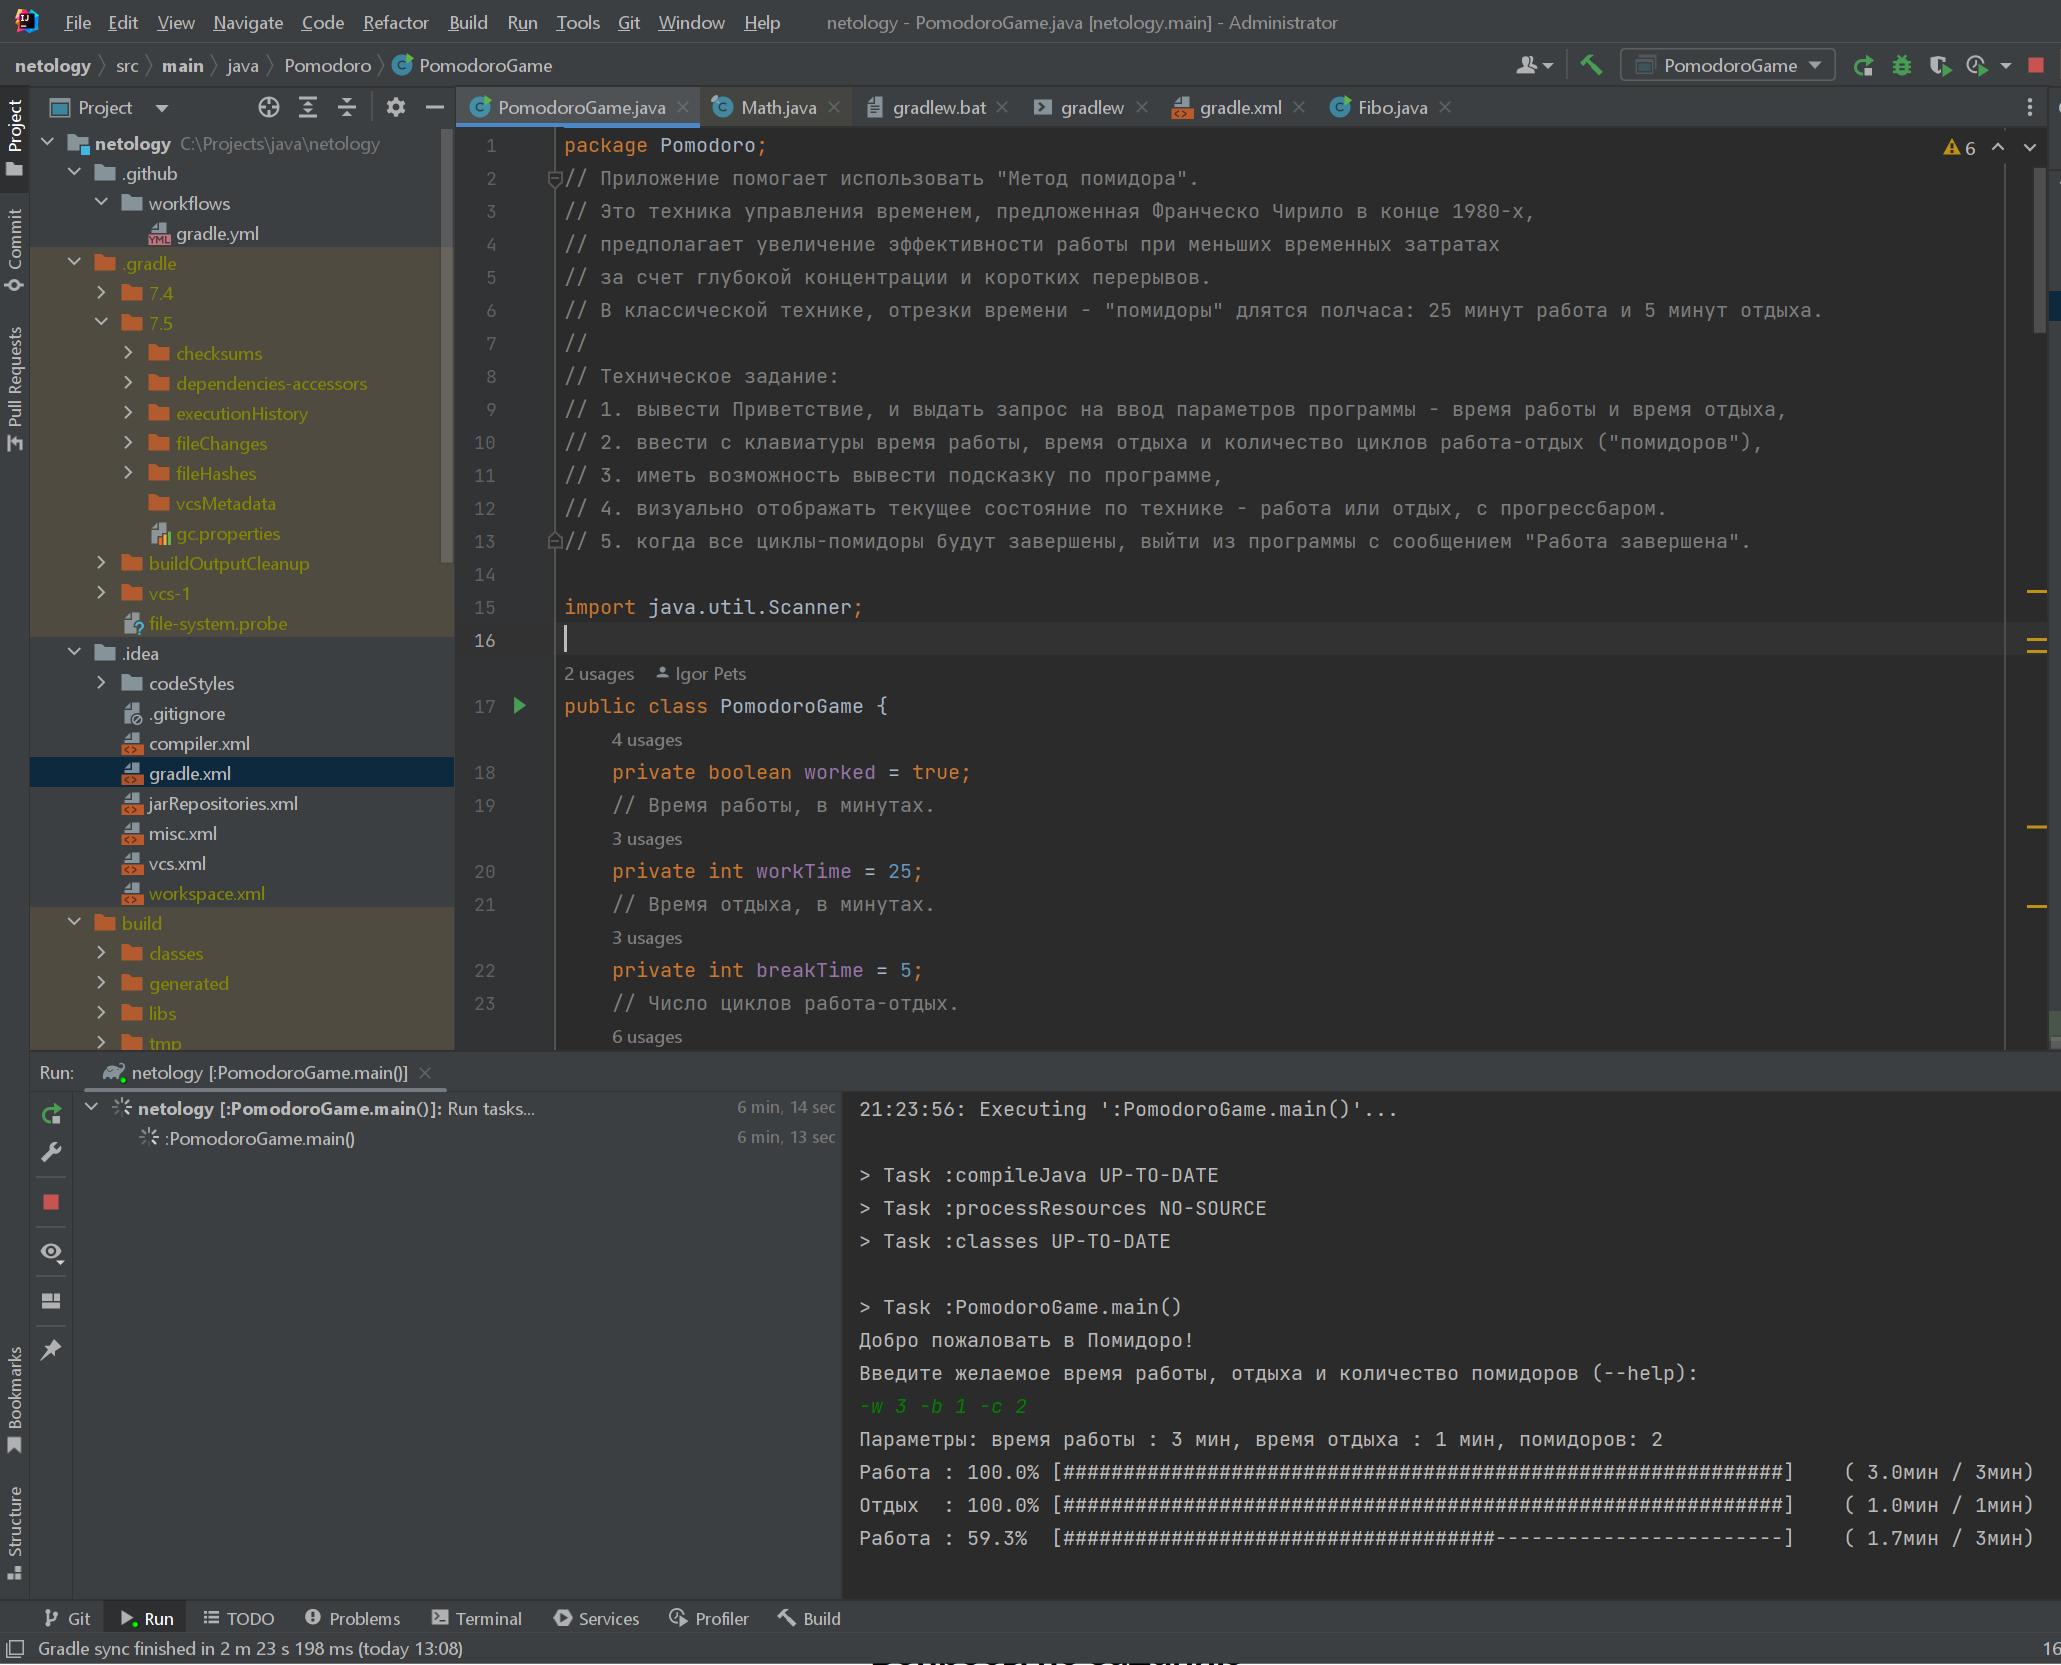 File Edit View Navigate Code Refactor Build Run Tools Git Window Help netology - PomodoroGame.java [netology.main] - Administrator
netology src main java Pomodoro PomodoroGame PomodoroGame
Project
PomodoroGame.java Math.java gradlew.bat gradlew gradle.xml Fibo.java
Project
Commit
Pull Requests
Bookmarks
Structure
netology C:\Projects\java\netology
.github
workflows
gradle.yml
.gradle
7.4
7.5
checksums
dependencies-accessors
executionHistory
fileChanges
fileHashes
vcsMetadata
gc.properties
buildOutputCleanup
vcs-1
file-system.probe
.idea
codeStyles
.gitignore
compiler.xml
gradle.xml
jarRepositories.xml
misc.xml
vcs.xml
workspace.xml
build
classes
generated
libs
tmp
6
1 package Pomodoro;
2 // Приложение помогает использовать "Метод помидора".
3 // Это техника управления временем, предложенная Франческо Чирило в конце 1980-х,
4 // предполагает увеличение эффективности работы при меньших временных затратах
5 // за счет глубокой концентрации и коротких перерывов.
6 // В классической технике, отрезки времени - "помидоры" длятся полчаса: 25 минут работа и 5 минут отдыха.
7 //
8 // Техническое задание:
9 // 1. вывести Приветствие, и выдать запрос на ввод параметров программы - время работы и время отдыха,
10 // 2. ввести с клавиатуры время работы, время отдыха и количество циклов работа-отдых ("помидоров"),
11 // 3. иметь возможность вывести подсказку по программе,
12 // 4. визуально отображать текущее состояние по технике - работа или отдых, с прогрессбаром.
13 // 5. когда все циклы-помидоры будут завершены, выйти из программы с сообщением "Работа завершена".
14
15 import java.util.Scanner;
16
2 usages Igor Pets
17 public class PomodoroGame {
4 usages
18 private boolean worked = true;
19 // Время работы, в минутах.
3 usages
20 private int workTime = 25;
21 // Время отдыха, в минутах.
3 usages
22 private int breakTime = 5;
23 // Число циклов работа-отдых.
6 usages
Run: netology [:PomodoroGame.main()]
netology [:PomodoroGame.main()]: Run tasks... 6 min, 14 sec
:PomodoroGame.main() 6 min, 13 sec
21:23:56: Executing ':PomodoroGame.main()'...
> Task :compileJava UP-TO-DATE
> Task :processResources NO-SOURCE
> Task :classes UP-TO-DATE
> Task :PomodoroGame.main()
Добро пожаловать в Помидоро!
Введите желаемое время работы, отдыха и количество помидоров (--help):
-w 3 -b 1 -c 2
Параметры: время работы : 3 мин, время отдыха : 1 мин, помидоров: 2
Работа : 100.0% [############################################################] ( 3.0мин / 3мин)
Отдых : 100.0% [############################################################] ( 1.0мин / 1мин)
Работа : 59.3% [####################################------------------------] ( 1.7мин / 3мин)
Git Run TODO Problems Terminal Services Profiler Build
Gradle sync finished in 2 m 23 s 198 ms (today 13:08) 16